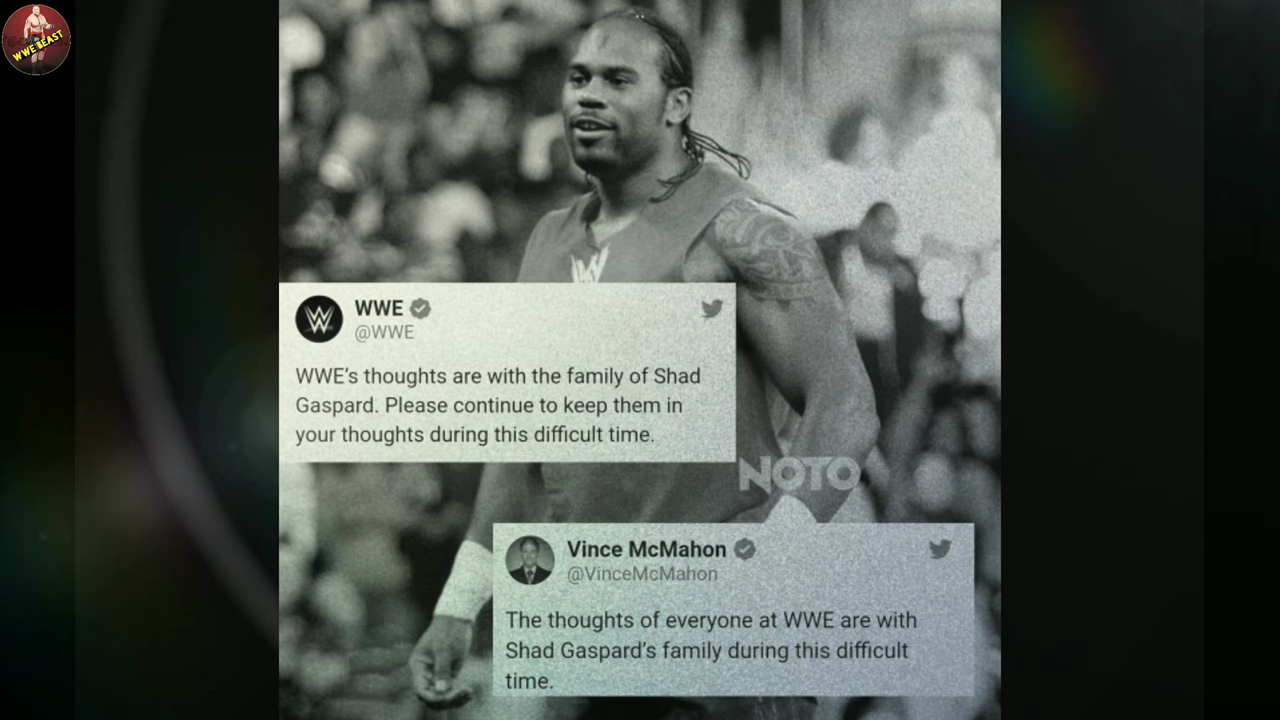 WWE BEAST
WWE
@WWE
WWE's thoughts are with the family of Shad
Gaspard. Please continue to keep them in
your thoughts during this difficult time.
NOTO
Vince McMahon
@VinceMcMahon
The thoughts of everyone at WWE are with
Shad Gaspard's family during this difficult
time.